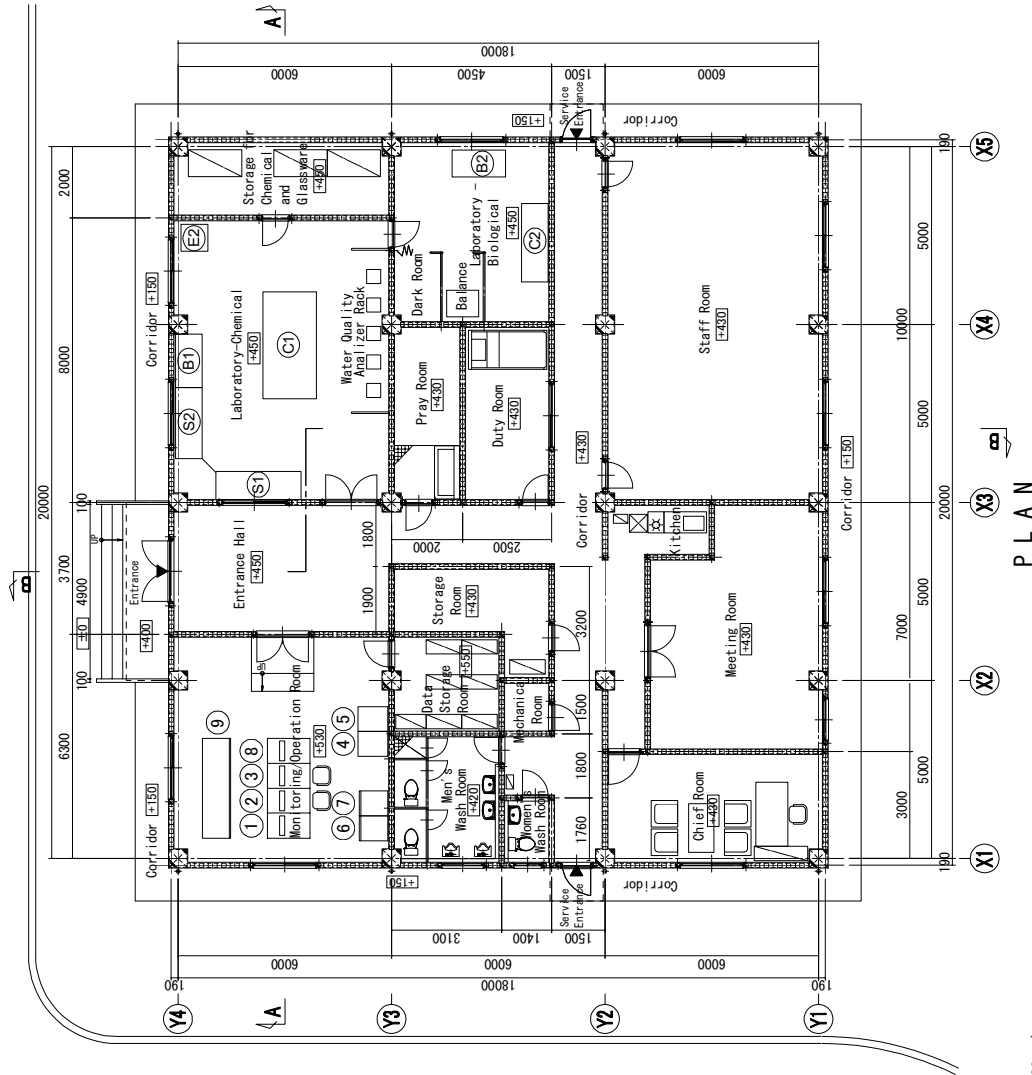 A
A
B
B
18000
6000
4500
1500
6000
2000
8000
20000
100
3700
4900
100
6300
Service
Entrance
Corridor
+150
Storage for
Chemical
and
Glassware
+450
E2
B2
Laboratory -
Biological
+450
C2
Dark Room
Balance
Corridor +150
Laboratory-Chemical
+450
C1
B1
S2
S1
Water Quality
Analizer Rack
Pray Room
+430
Duty Room
+430
Staff Room
+430
+430
Corridor
2000
2500
UP
Entrance
±0
+400
Entrance Hall
+450
1800
1900
Storage
Room
+430
3200
Kitchen
Meeting Room
+430
Corridor +150
UP
Data
Storage
Room
+550
Mechanical
Room
1500
Corridor +150
Monitoring/Operation Room
+530
9
1
2
3
8
4
5
6
7
Men's
Wash Room
+420
1800
Women's
Wash Room
1760
Chief Room
+430
+150
Service
Entrance
Corridor
3100
1400
1500
6000
6000
6000
18000
190
190
190
5000
10000
5000
20000
5000
7000
5000
3000
190
X5
X4
X3
X2
X1
Y4
Y3
Y2
Y1
PLAN